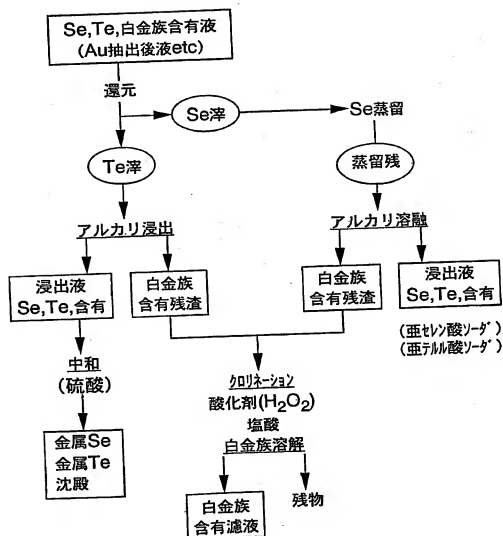 Se,Te,白金族含有液
(Au抽出後液etc)
還元
Se滓
Se蒸留
Te滓
蒸留残
アルカリ浸出
アルカリ溶融
浸出液
Se,Te,含有
白金族
含有残渣
白金族
含有残渣
浸出液
Se,Te,含有
(亜セレン酸ソーダ)
(亜テルル酸ソーダ)
中和
(硫酸)
クロリネーション
酸化剤(H₂O₂)
塩酸
白金族溶解
金属Se
金属Te
沈殿
白金族
含有濾液
残物